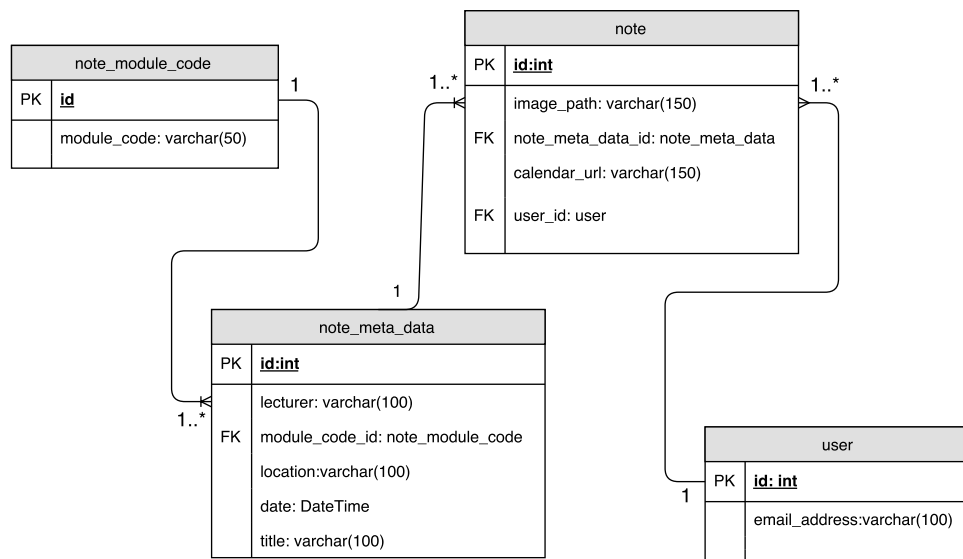 note_module_code
PK id
module_code: varchar(50)
1
note
PK id:int
image_path: varchar(150)
FK note_meta_data_id: note_meta_data
calendar_url: varchar(150)
FK user_id: user
1..*
1..*
1
note_meta_data
PK id:int
lecturer: varchar(100)
FK module_code_id: note_module_code
location:varchar(100)
date: DateTime
title: varchar(100)
1..*
user
PK id: int
email_address:varchar(100)
1